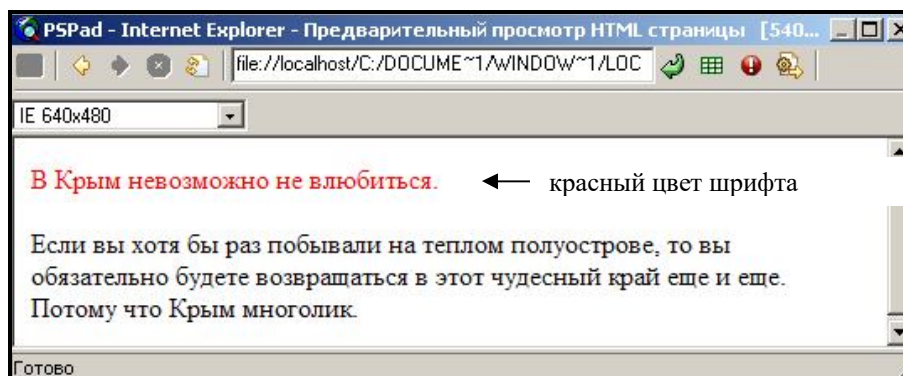 PSPad - Internet Explorer - Предварительный просмотр HTML страницы [540...
file://localhost/C:/DOCUME~1/WINDOW~1/LOC
IE 640x480
В Крым невозможно не влюбиться.
красный цвет шрифта
Если вы хотя бы раз побывали на теплом полуострове, то вы
обязательно будете возвращаться в этот чудесный край еще и еще.
Потому что Крым многолик.
Готово